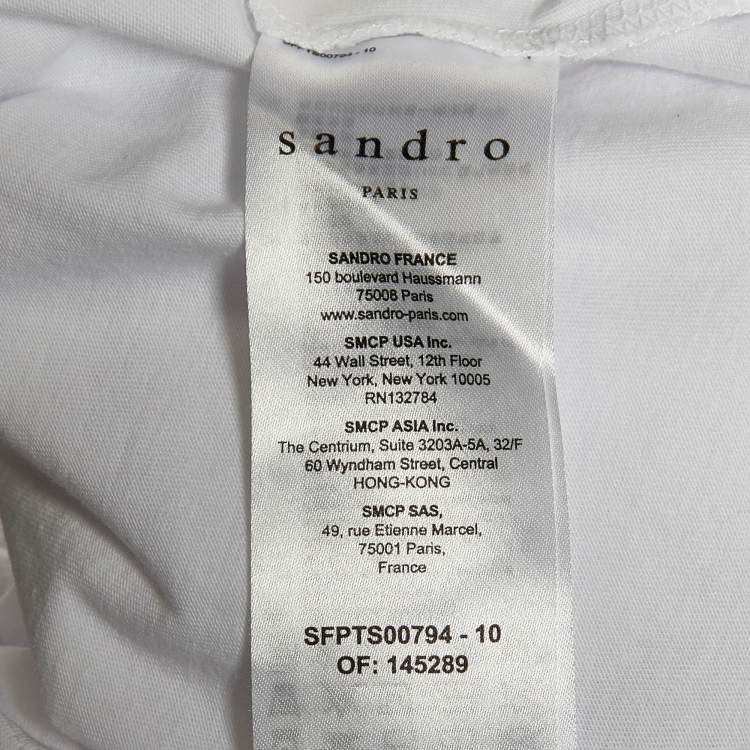 SFPTS00794 - 10
sandro
PARIS
SANDRO FRANCE
150 boulevard Haussmann
75008 Paris
www.sandro-paris.com
SMCP USA Inc.
44 Wall Street, 12th Floor
New York, New York 10005
RN132784
SMCP ASIA Inc.
The Centrium, Suite 3203A-5A, 32/F
60 Wyndham Street, Central
HONG-KONG
SMCP SAS,
49, rue Etienne Marcel,
75001 Paris,
France
SFPTS00794 - 10
OF: 145289